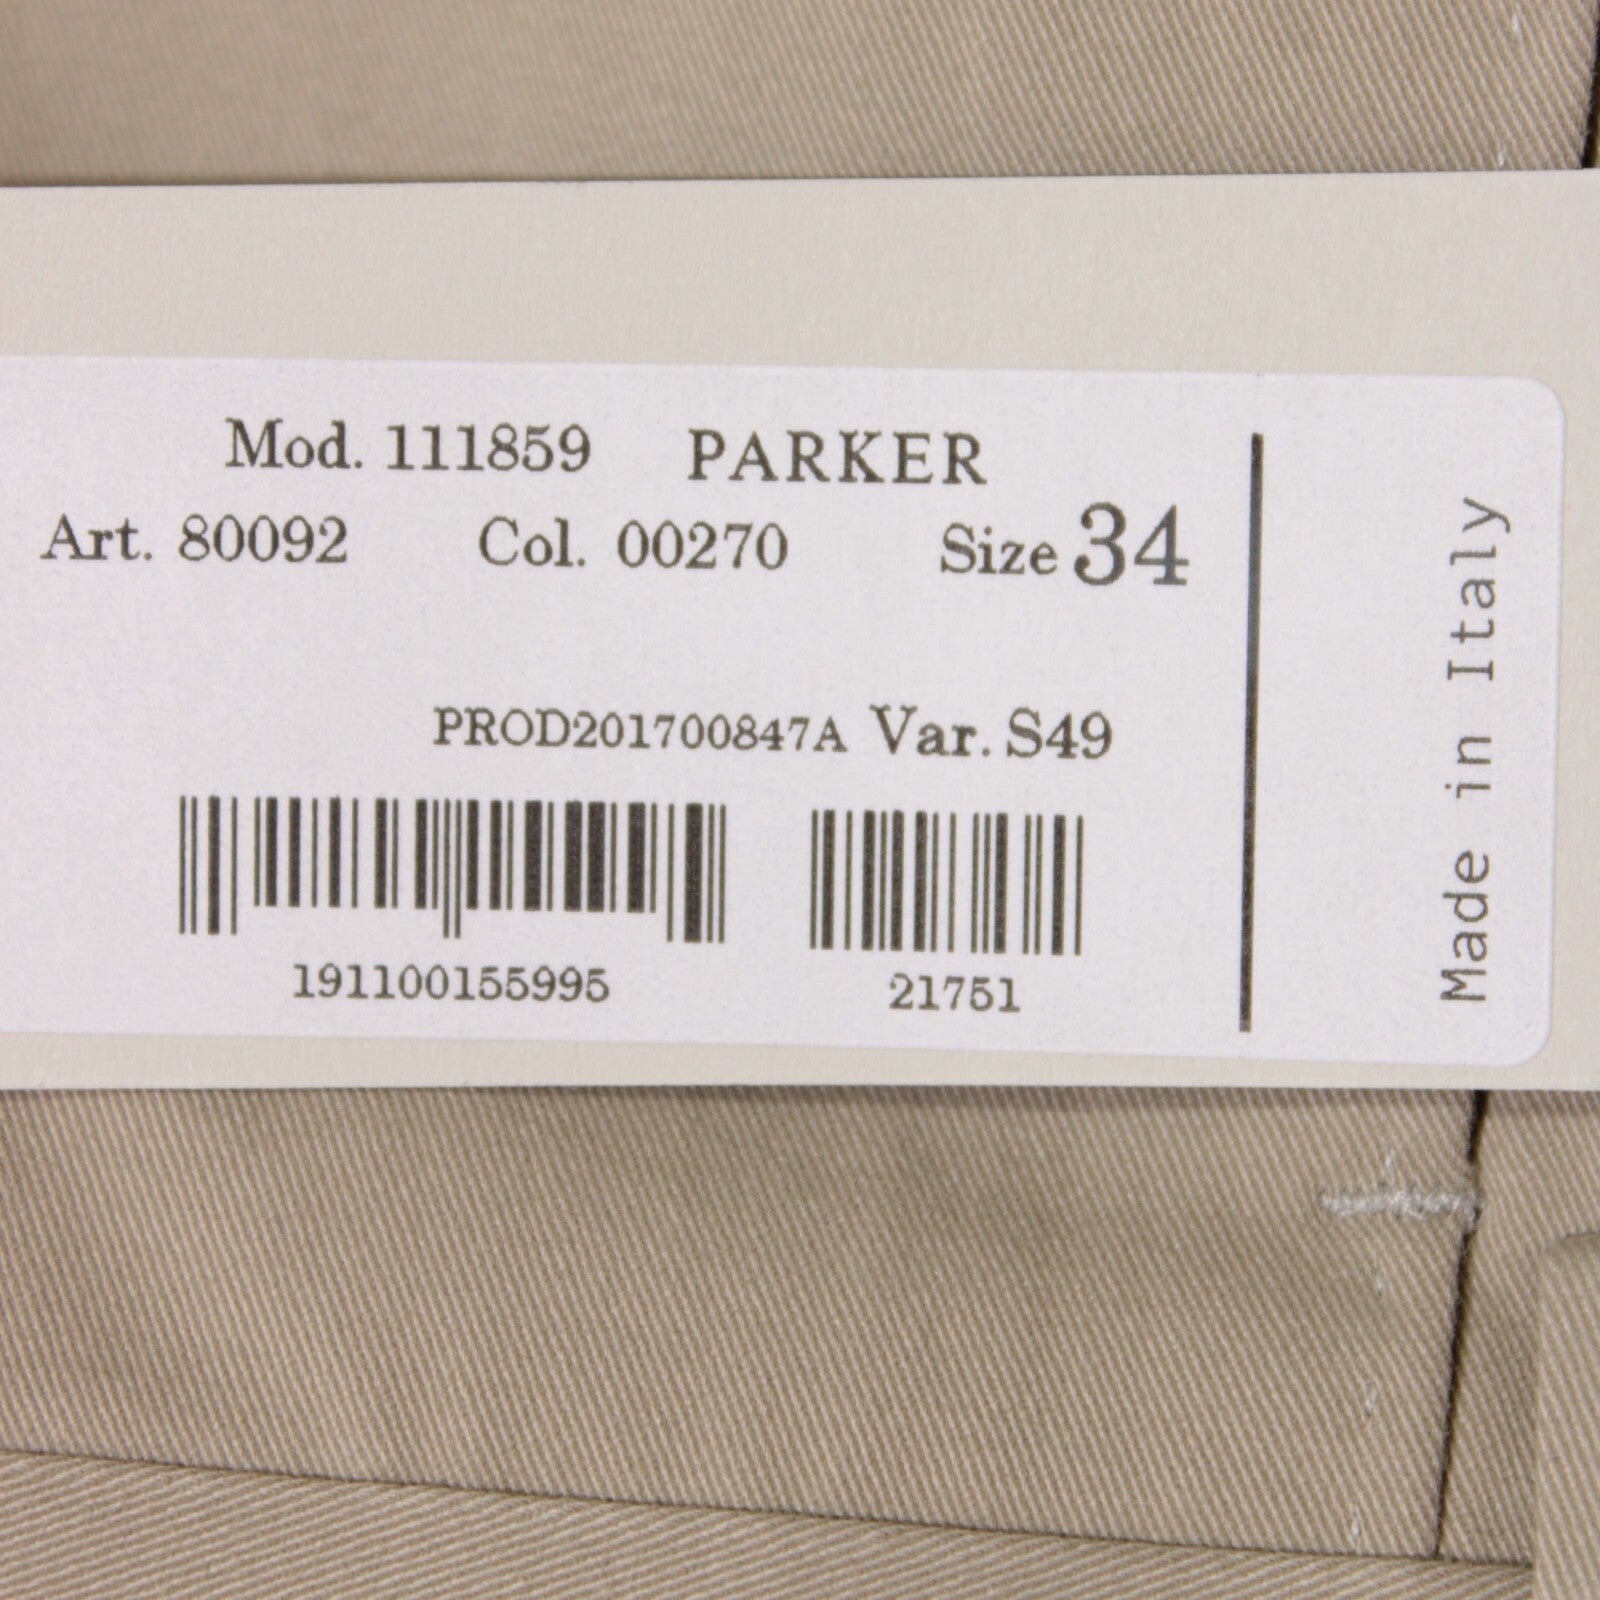 Mod. 111859 PARKER
Art. 80092 Col. 00270 Size 34
PROD201700847A Var. S49
191100155995 21751
Made in Italy